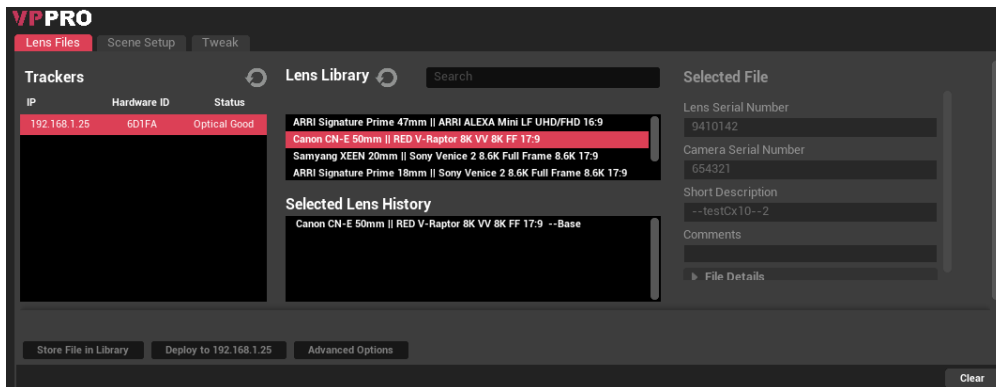 VPPRO
Lens Files Scene Setup Tweak
Trackers
IP Hardware ID Status
192.168.1.25 6D1FA Optical Good
Lens Library
Search
ARRI Signature Prime 47mm || ARRI ALEXA Mini LF UHD/FHD 16:9
Canon CN-E 50mm || RED V-Raptor 8K VV 8K FF 17:9
Samyang XEEN 20mm || Sony Venice 2 8.6K Full Frame 8.6K 17:9
ARRI Signature Prime 18mm || Sony Venice 2 8.6K Full Frame 8.6K 17:9
Selected Lens History
Canon CN-E 50mm || RED V-Raptor 8K VV 8K FF 17:9 --Base
Selected File
Lens Serial Number
9410142
Camera Serial Number
654321
Short Description
--testCx10--2
Comments
File Details
Store File in Library Deploy to 192.168.1.25 Advanced Options
Clear